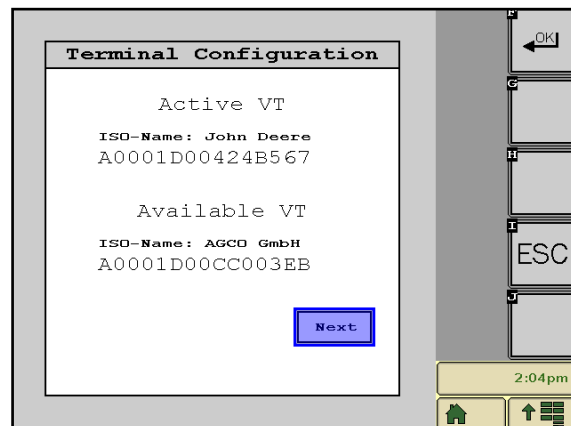 Terminal Configuration
Active VT
ISO-Name: John Deere
A0001D00424B567
Available VT
ISO-Name: AGCO GmbH
A0001D00CC003EB
Next
F
OK
G
H
I
ESC
J
2:04pm